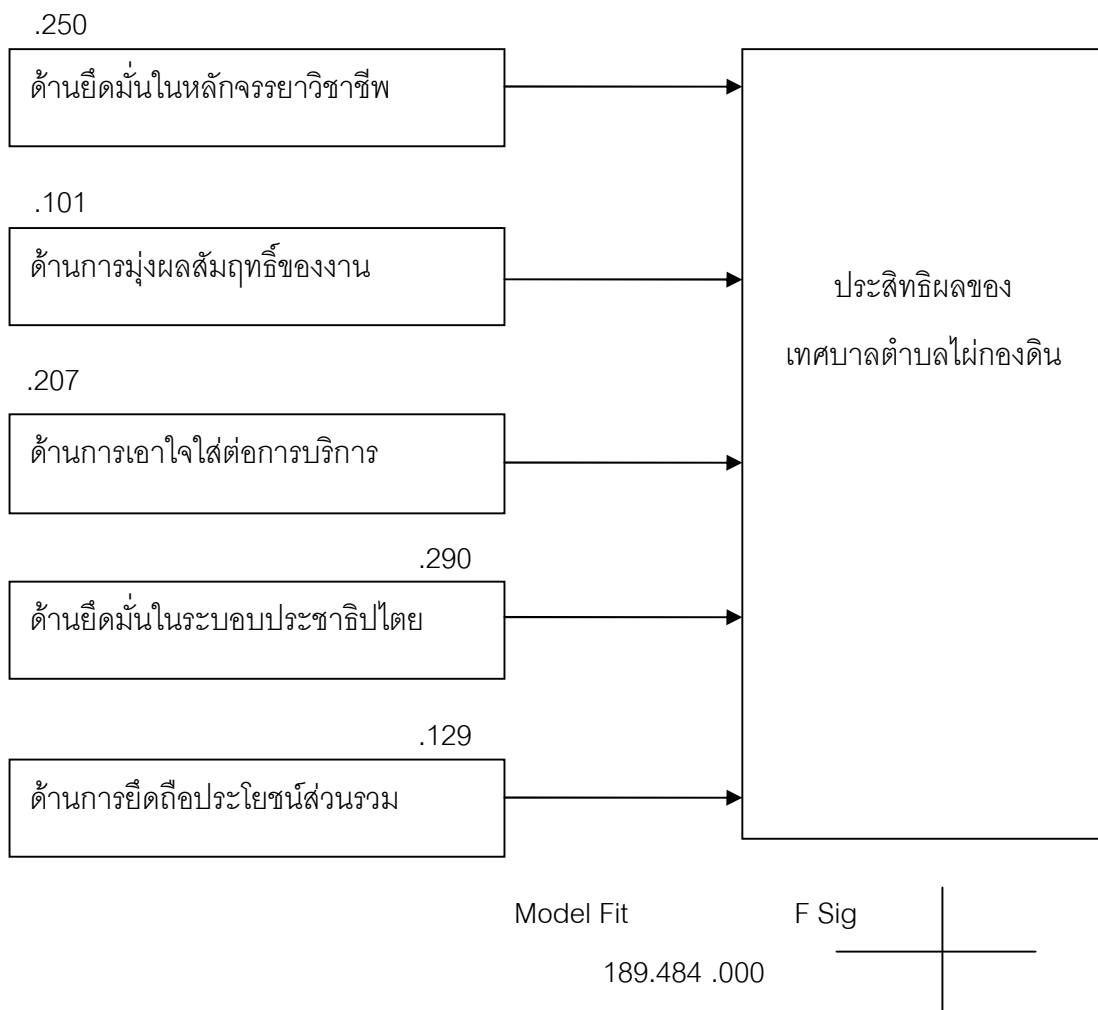 .250
ด้านยึดมั่นในหลักจรรยาวิชาชีพ
.101
ด้านการมุ่งผลสัมฤทธิ์ของงาน
ประสิทธิผลของ
เทศบาลตำบลไผ่กองดิน
.207
ด้านการเอาใจใส่ต่อการบริการ
.290
ด้านยึดมั่นในระบอบประชาธิปไตย
.129
ด้านการยึดถือประโยชน์ส่วนรวม
Model Fit F Sig
189.484 .000